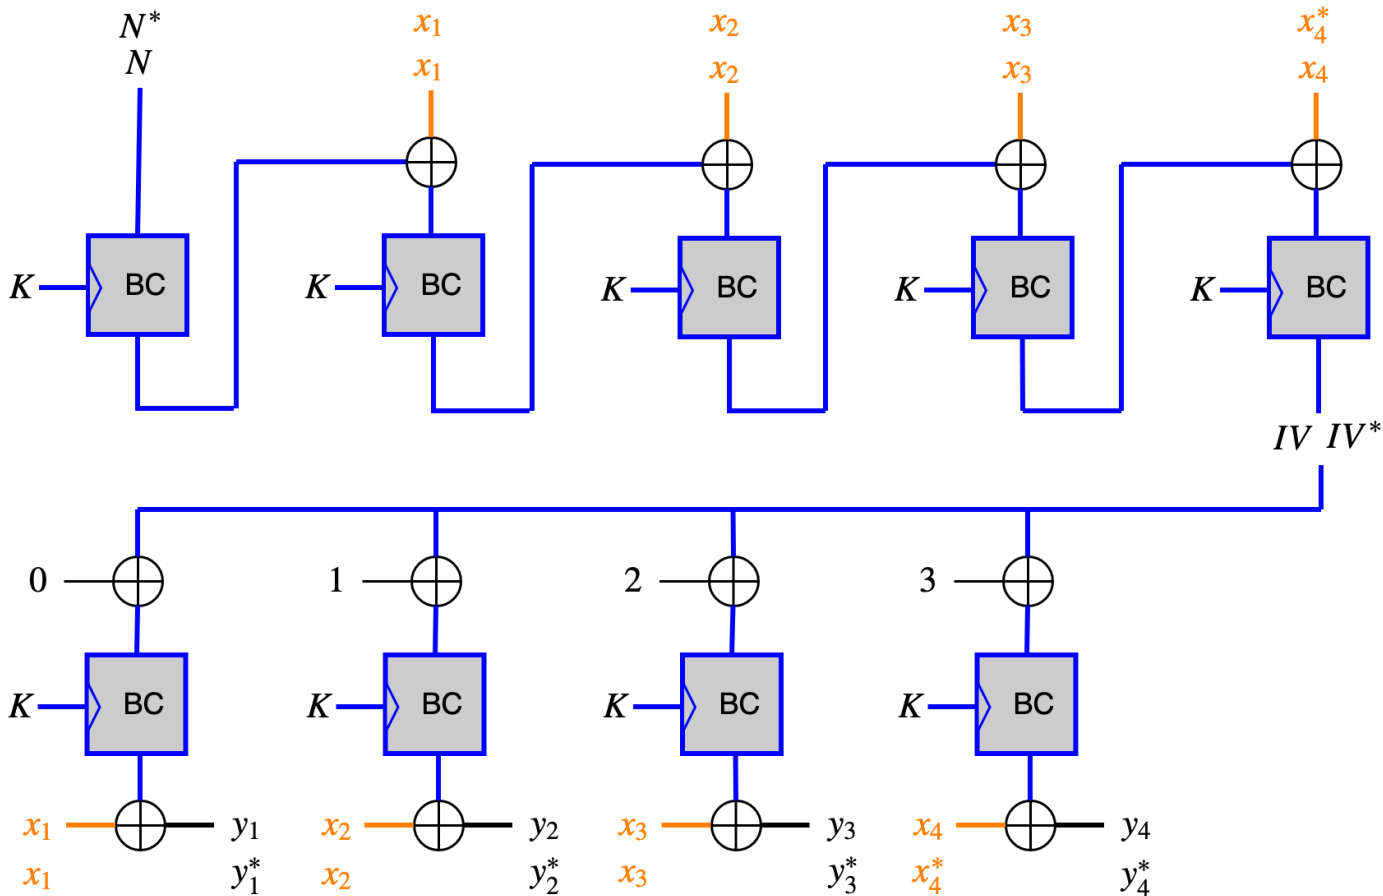 N* x₁ x₂ x₃ x₄*
N x₁ x₂ x₃ x₄
K BC K BC K BC K BC K BC
IV IV*
0 1 2 3
K BC K BC K BC K BC
x₁ y₁ x₂ y₂ x₃ y₃ x₄ y₄
x₁ y₁* x₂ y₂* x₃ y₃* x₄* y₄*